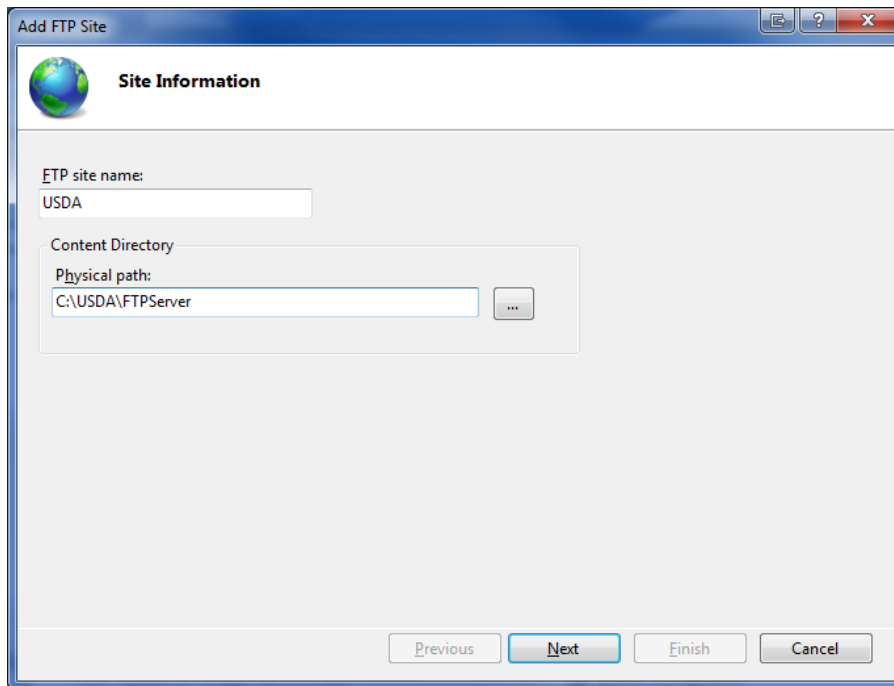 Add FTP Site
?
X
Site Information
FTP site name:
USDA
Content Directory
Physical path:
C:\USDA\FTPServer
...
Previous
Next
Finish
Cancel